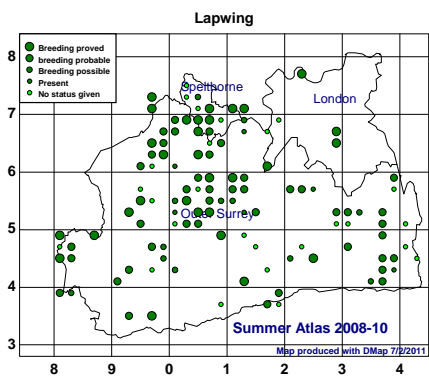 Lapwing
8
7
6
5
4
3
Breeding proved
breeding probable
Breeding possible
Present
No status given
Spelthorne
London
Outer Surrey
Summer Atlas 2008-10
Map produced with DMap 7/2/2011
8 9 0 1 2 3 4